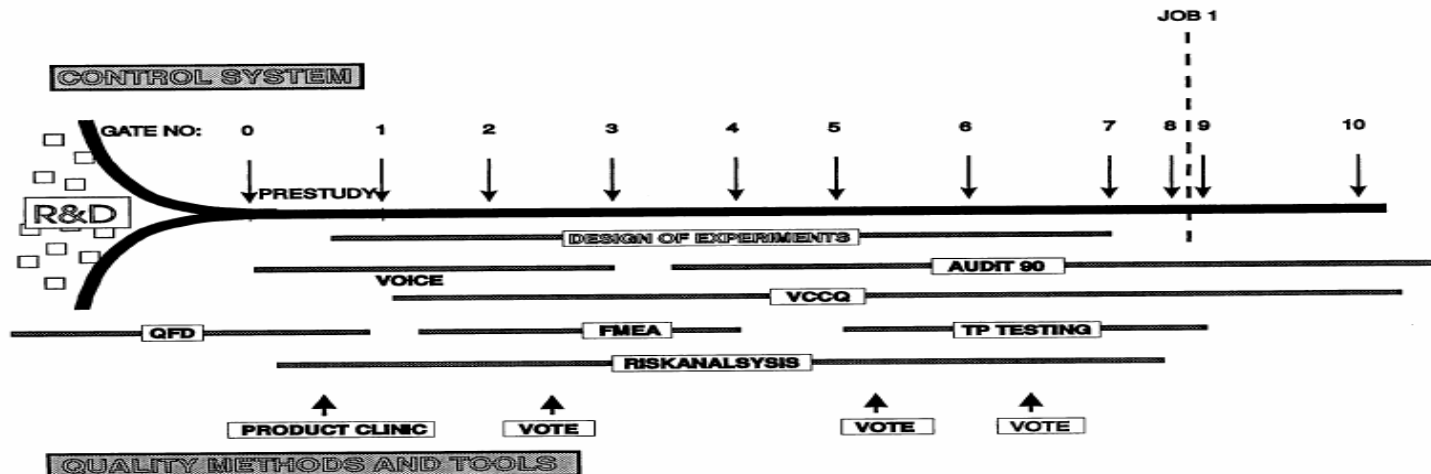 JOB 1
CONTROL SYSTEM
GATE NO: 0 1 2 3 4 5 6 7 8 9 10
PRESTUDY
R&D
DESIGN OF EXPERIMENTS
AUDIT 90
VOICE
VCCQ
QFD FMEA TP TESTING
RISKANALSYSIS
PRODUCT CLINIC VOTE VOTE VOTE
QUALITY METHODS AND TOOLS